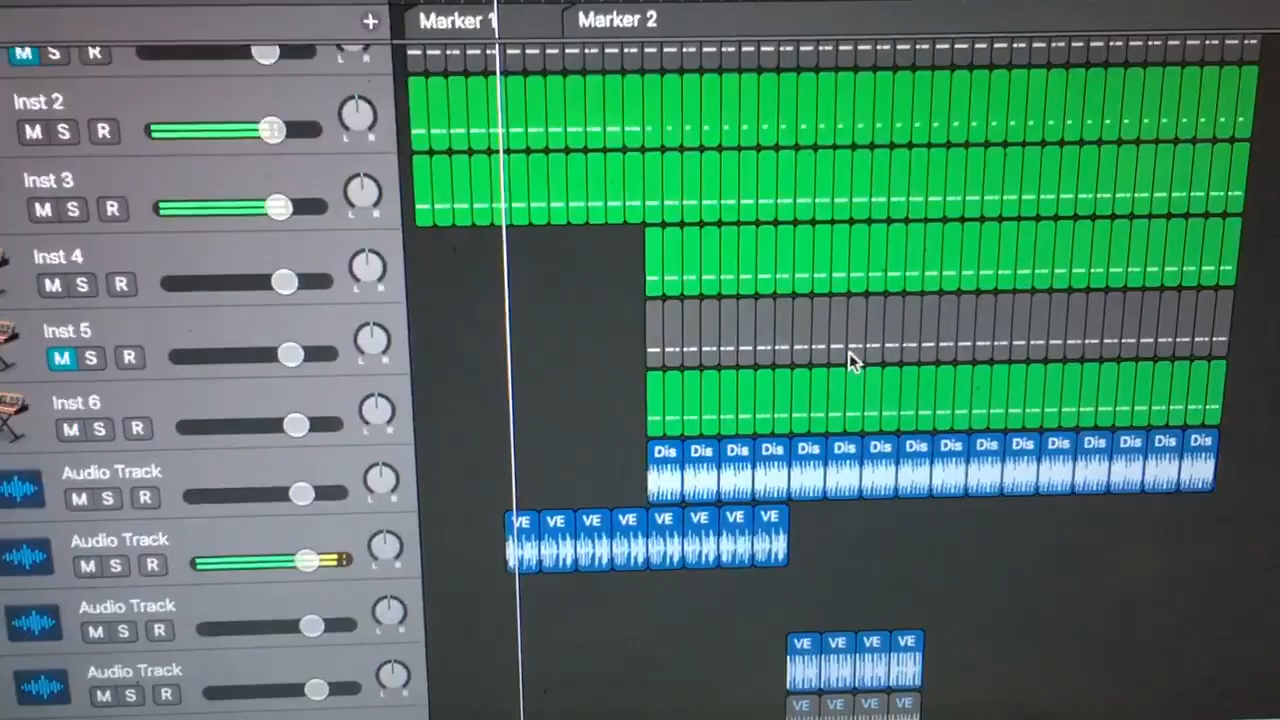 + Marker 1 Marker 2
M S R L R
Inst 2
M S R L R
Inst 3
M S R L R
Inst 4
M S R L R
Inst 5
M S R L R
Inst 6
M S R L R
Dis Dis Dis Dis Dis Dis Dis Dis Dis Dis Dis Dis Dis Dis Dis Dis
Audio Track
M S R L R
VE VE VE VE VE VE VE VE
Audio Track
M S R L R
Audio Track
M S R L R
VE VE VE VE
Audio Track
M S R L R
VE VE VE VE